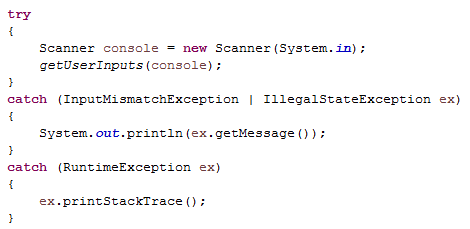 try
{
    Scanner console = new Scanner(System.in);
    getUserInputs(console);
}
catch (InputMismatchException | IllegalStateException ex)
{
    System.out.println(ex.getMessage());
}
catch (RuntimeException ex)
{
    ex.printStackTrace();
}